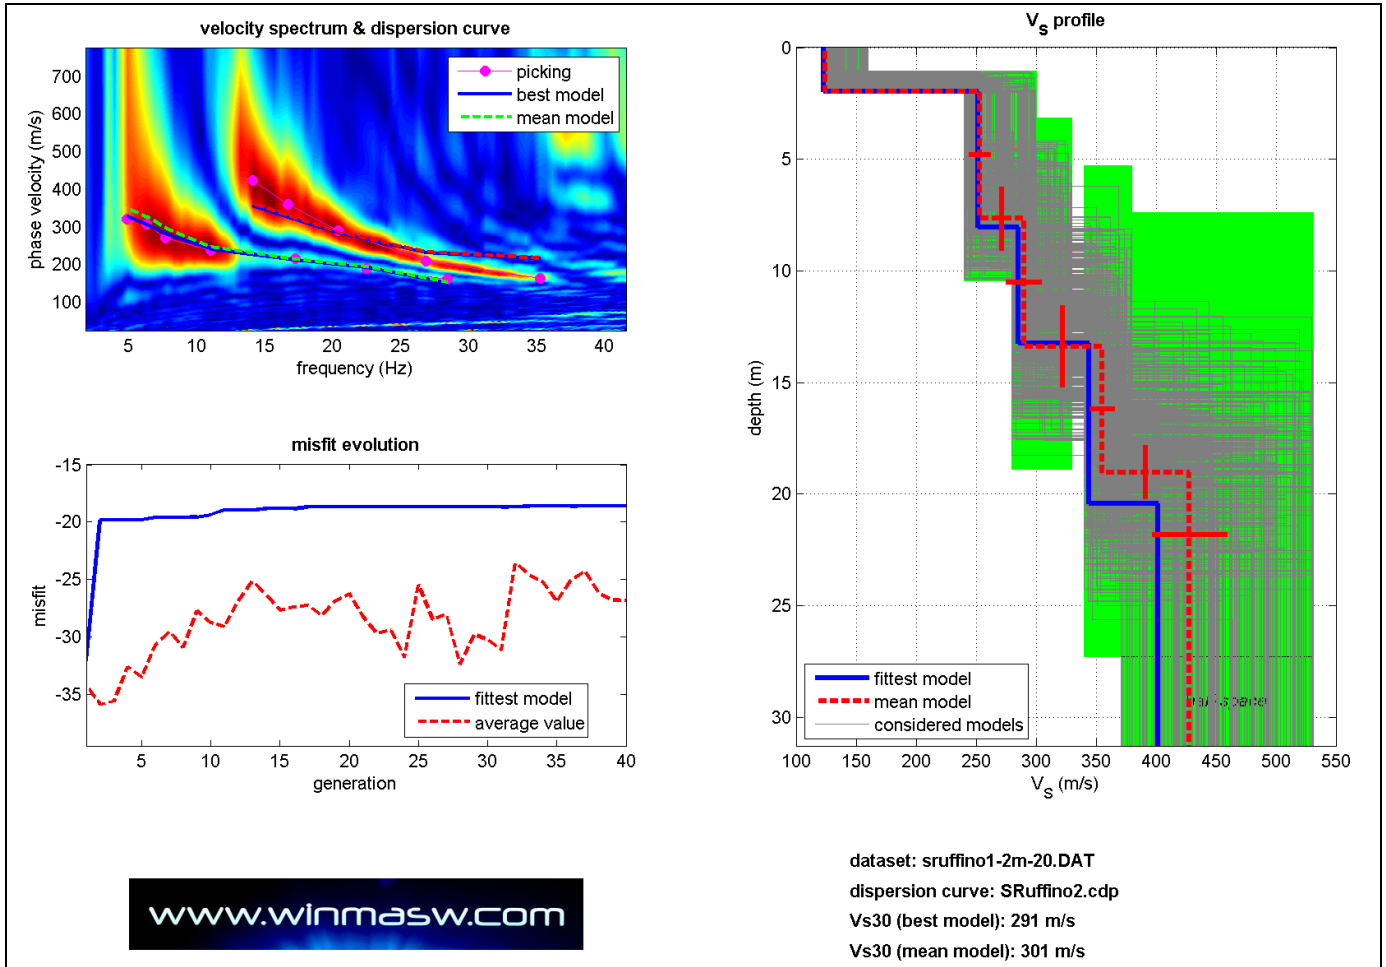 velocity spectrum & dispersion curve
phase velocity (m/s)
700
600
500
400
300
200
100
picking
best model
mean model
5 10 15 20 25 30 35 40
frequency (Hz)
misfit evolution
misfit
-15
-20
-25
-30
-35
fittest model
average value
5 10 15 20 25 30 35 40
generation
VS profile
depth (m)
0
5
10
15
20
25
30
half-space
fittest model
mean model
considered models
100 150 200 250 300 350 400 450 500 550
VS (m/s)
www.winmasw.com
dataset: sruffino1-2m-20.DAT
dispersion curve: SRuffino2.cdp
Vs30 (best model): 291 m/s
Vs30 (mean model): 301 m/s